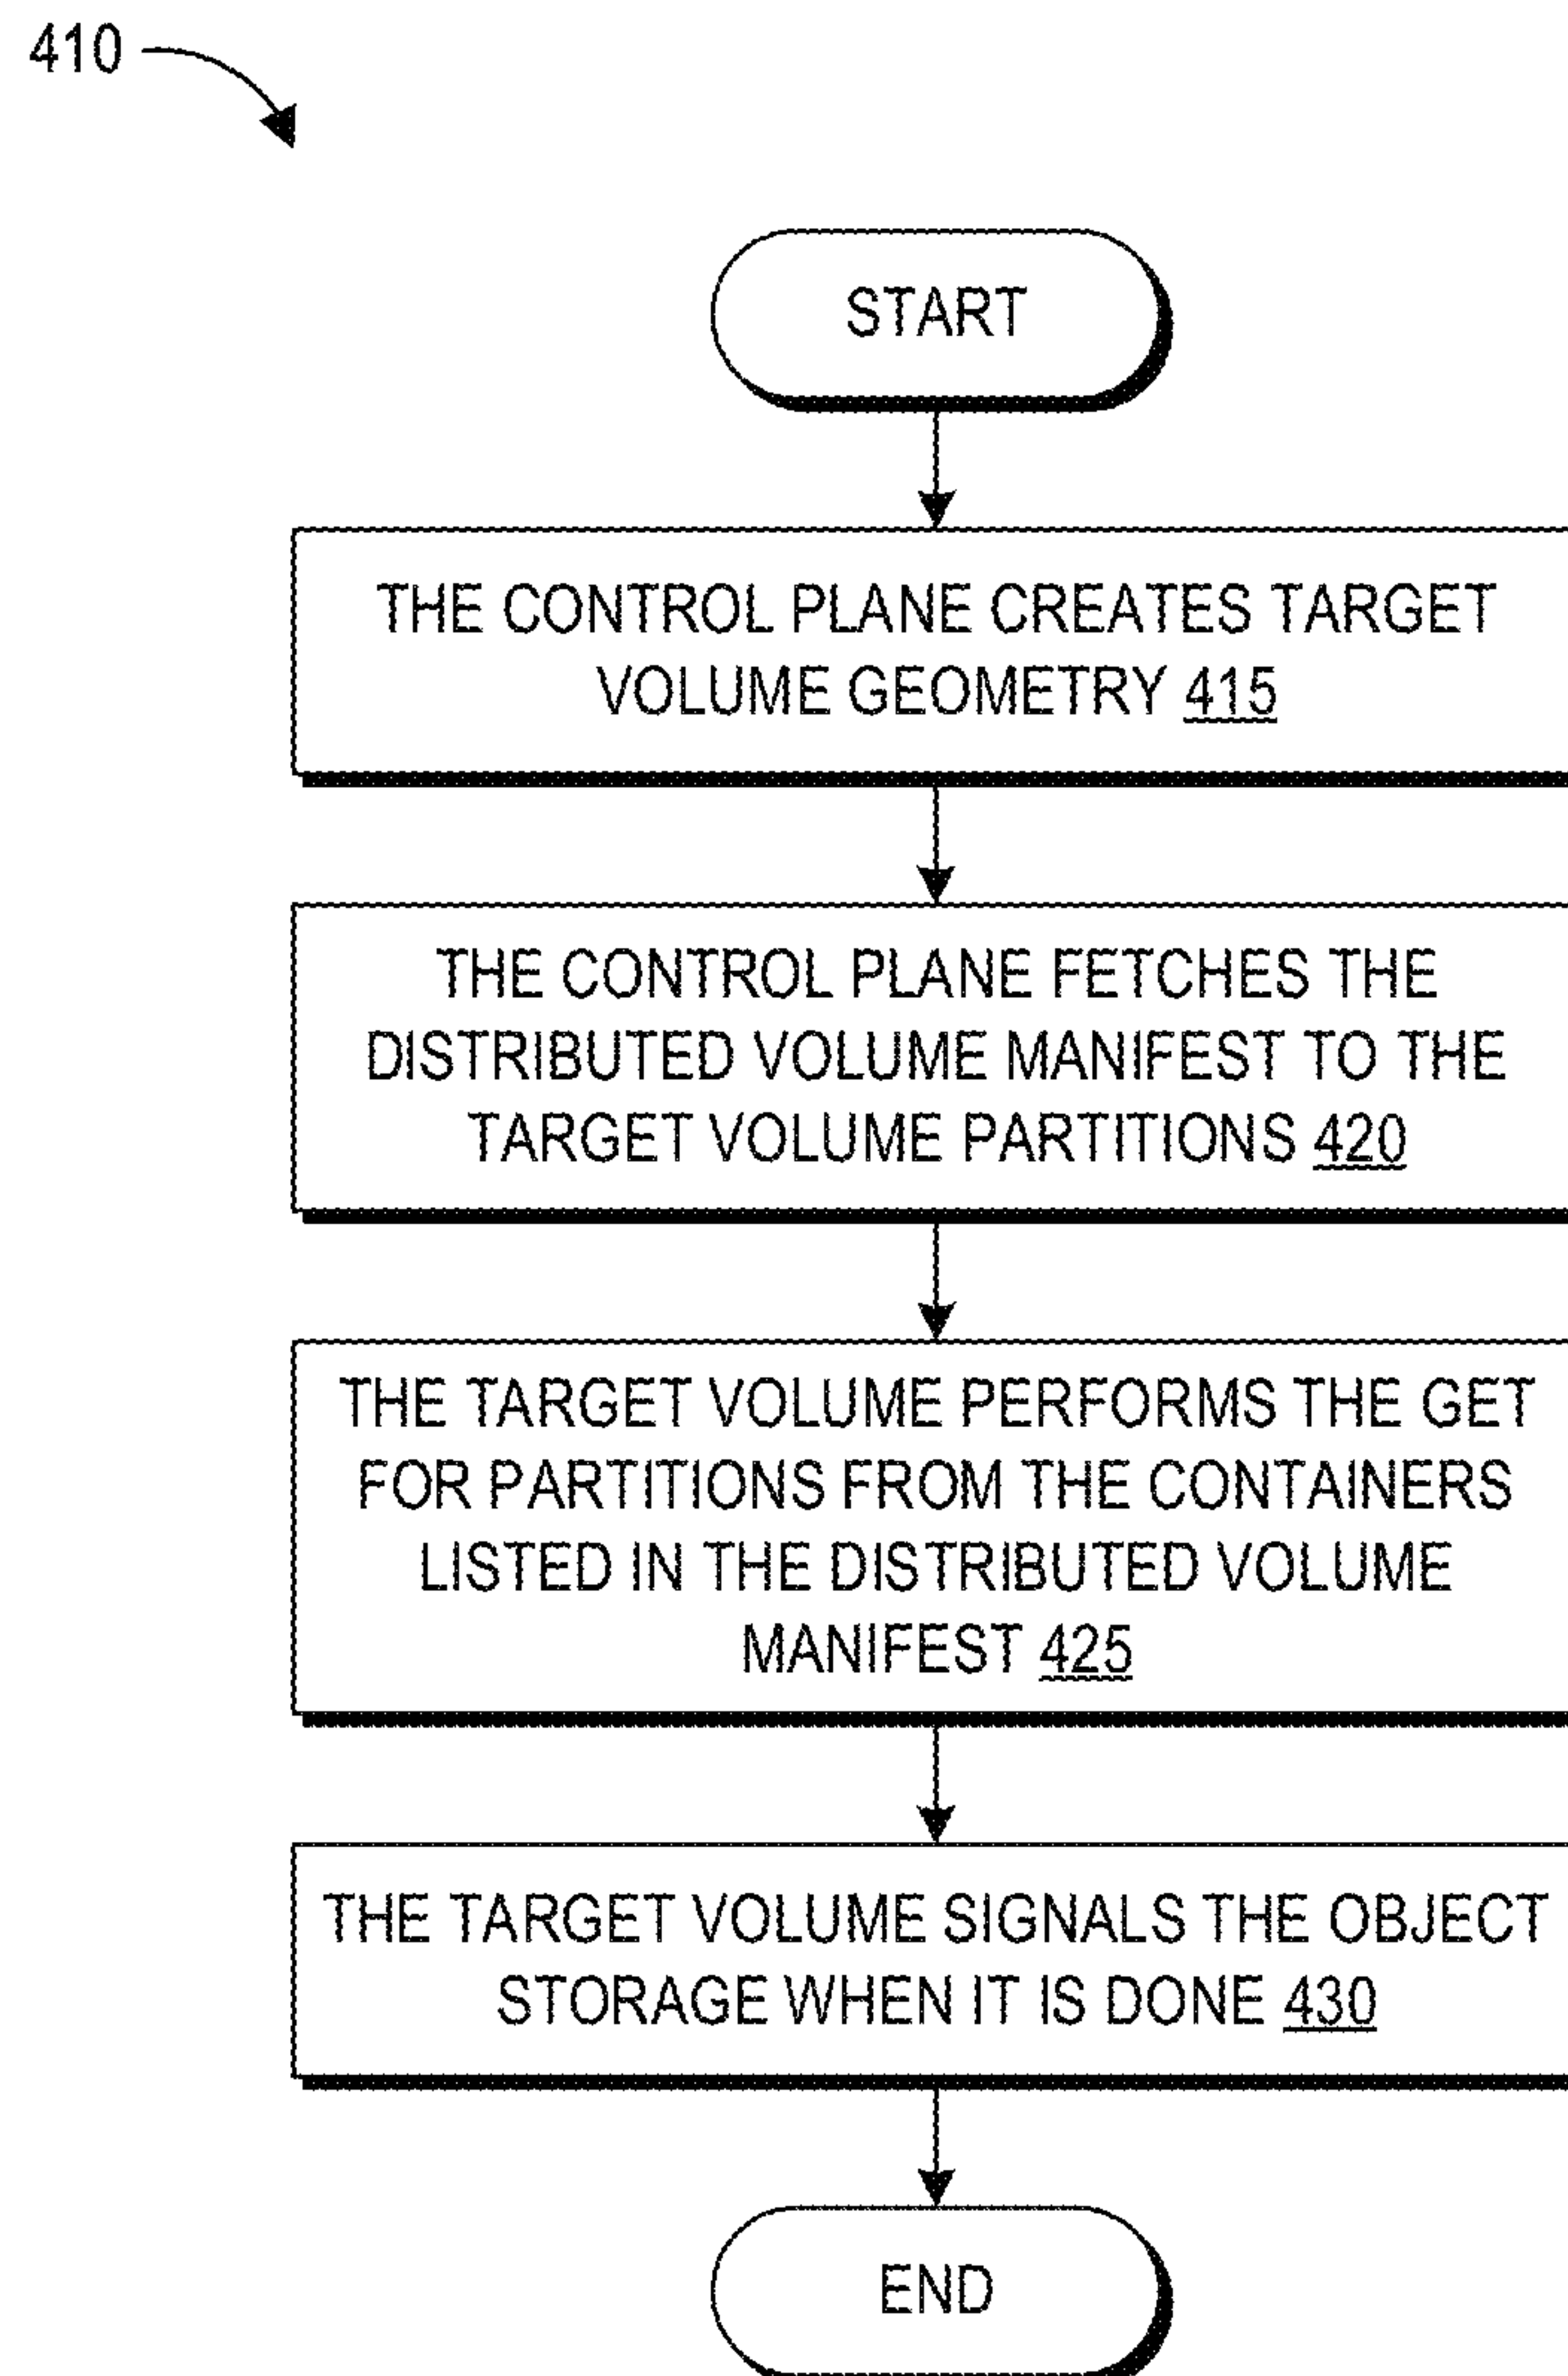 410
START
THE CONTROL PLANE CREATES TARGET
VOLUME GEOMETRY 415
THE CONTROL PLANE FETCHES THE
DISTRIBUTED VOLUME MANIFEST TO THE
TARGET VOLUME PARTITIONS 420
THE TARGET VOLUME PERFORMS THE GET
FOR PARTITIONS FROM THE CONTAINERS
LISTED IN THE DISTRIBUTED VOLUME
MANIFEST 425
THE TARGET VOLUME SIGNALS THE OBJECT
STORAGE WHEN IT IS DONE 430
END